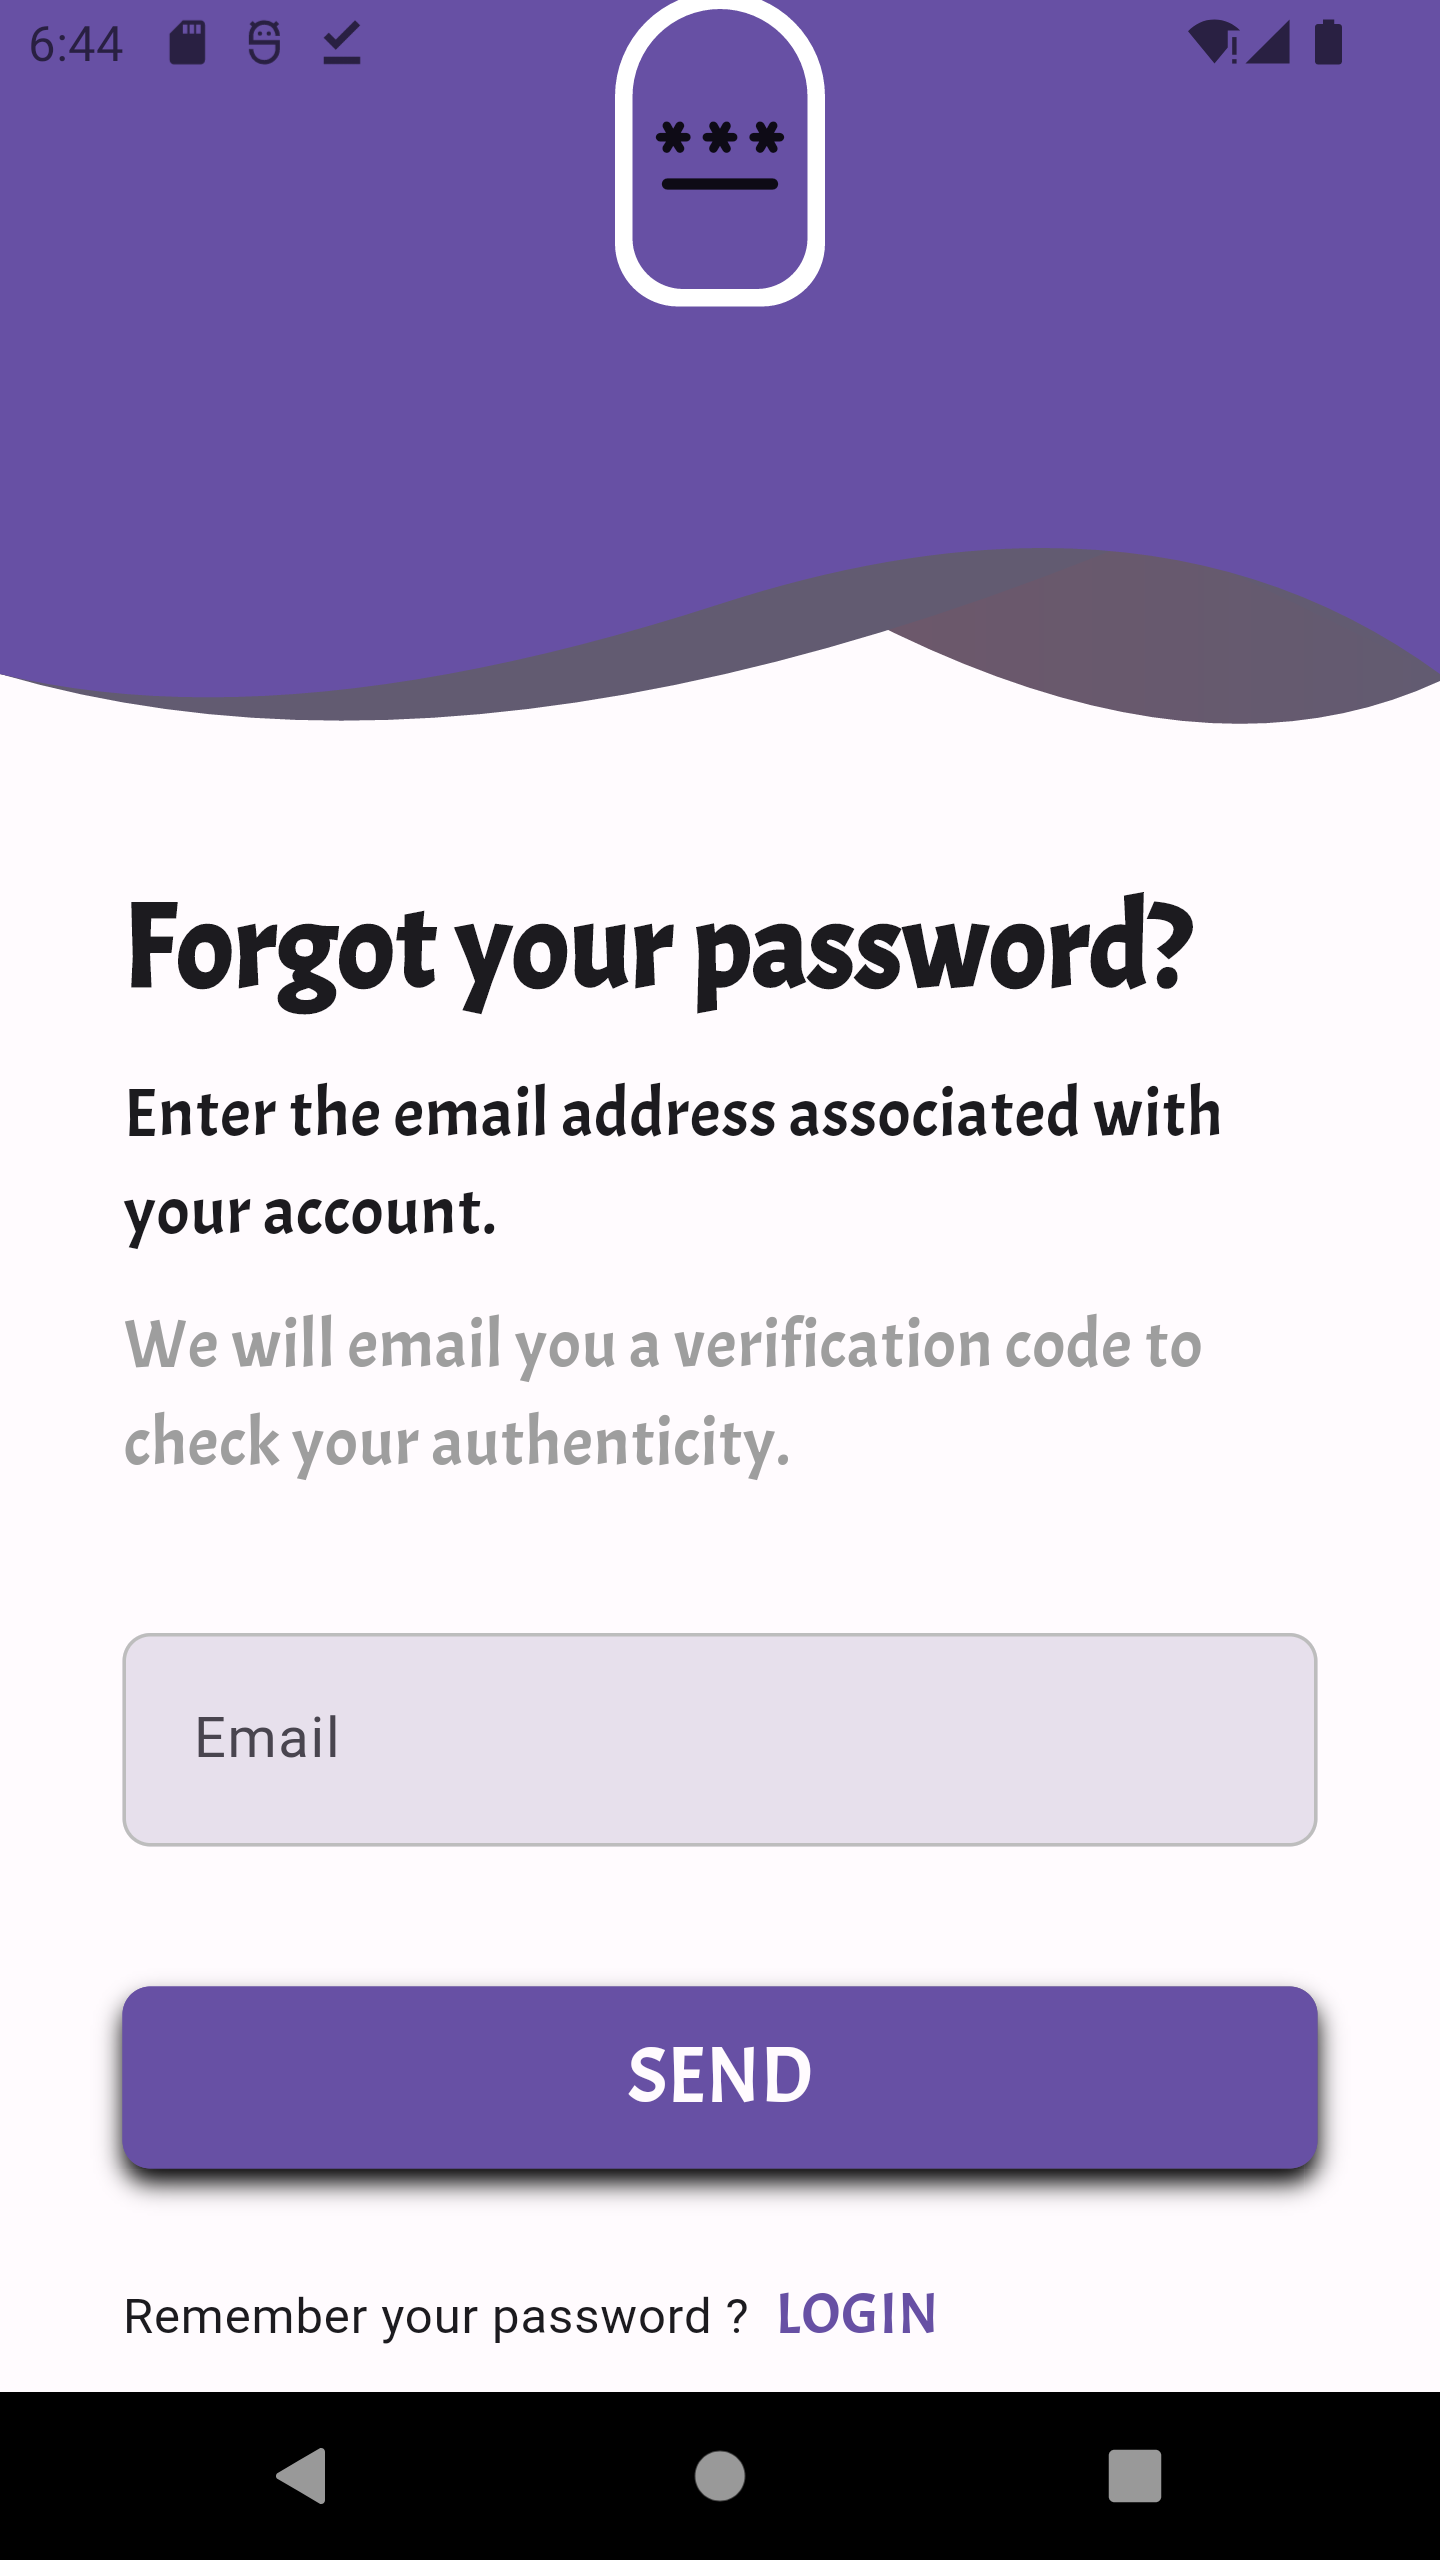 6:44
***
Forgot your password?
Enter the email address associated with
your account.
We will email you a verification code to
check your authenticity.
Email
SEND
Remember your password ? LOGIN